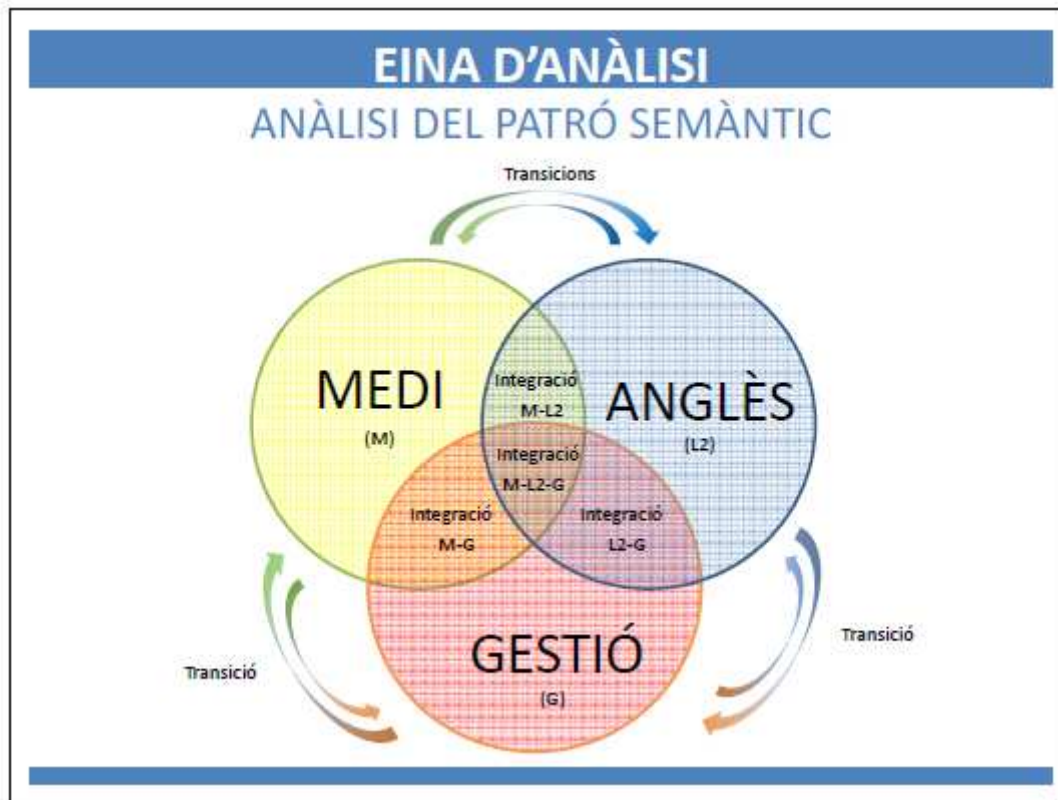 EINA D'ANÀLISI
ANÀLISI DEL PATRÓ SEMÀNTIC
Transicions
MEDI
(M)
Integració
M-L2
ANGLÈS
(L2)
Integració
M-L2-G
Integració
M-G
Integració
L2-G
GESTIÓ
(G)
Transició
Transició